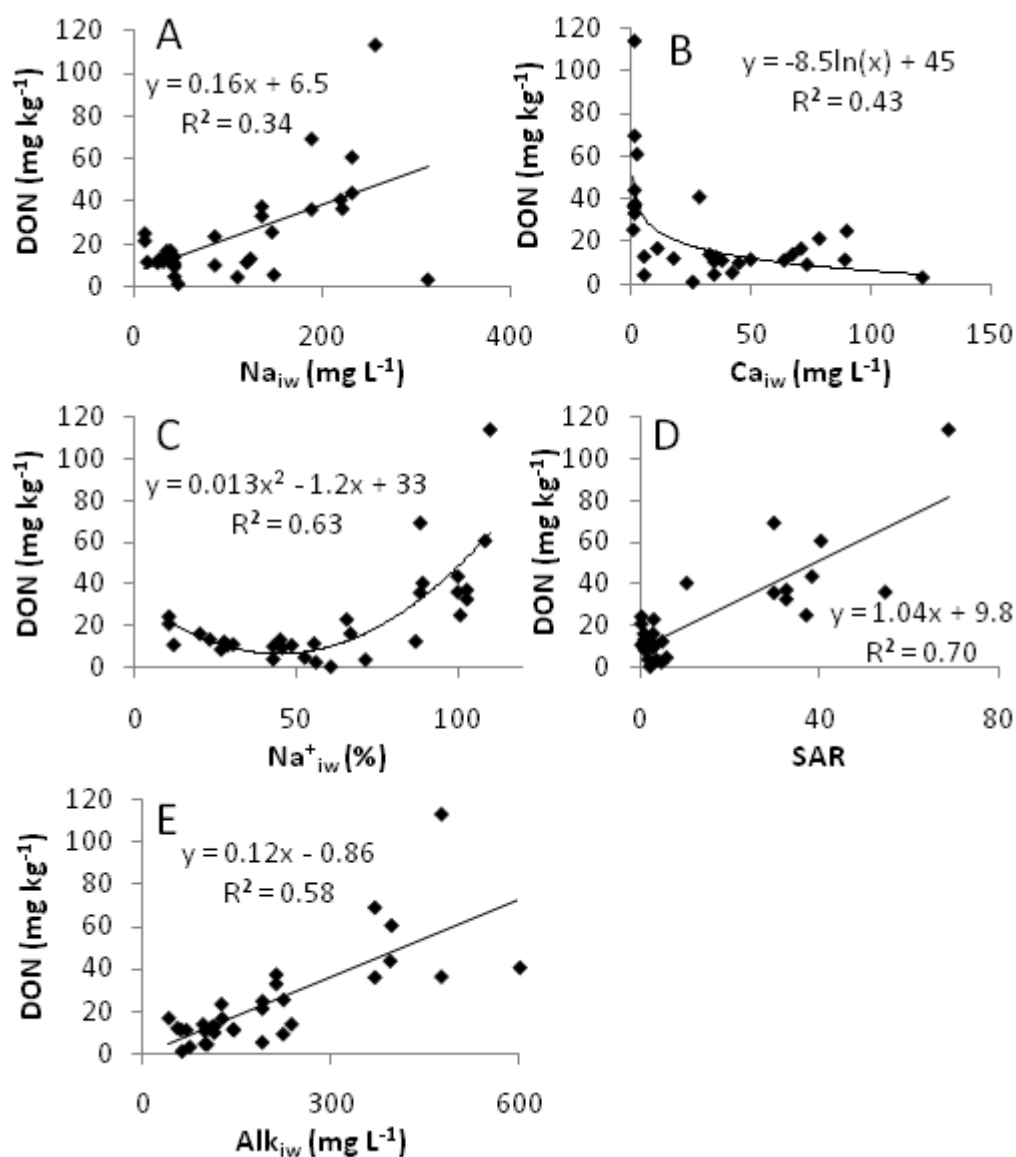 A
y = 0.16x + 6.5
R² = 0.34
DON (mg kg⁻¹)
120
100
80
60
40
20
0
0 200 400
Naᵢw (mg L⁻¹)
B
y = -8.5ln(x) + 45
R² = 0.43
DON (mg kg⁻¹)
120
100
80
60
40
20
0
0 50 100 150
Caᵢw (mg L⁻¹)
C
y = 0.013x² - 1.2x + 33
R² = 0.63
DON (mg kg⁻¹)
120
100
80
60
40
20
0
0 50 100
Na⁺ᵢw (%)
D
y = 1.04x + 9.8
R² = 0.70
DON (mg kg⁻¹)
120
100
80
60
40
20
0
0 40 80
SAR
E
y = 0.12x - 0.86
R² = 0.58
DON (mg kg⁻¹)
120
100
80
60
40
20
0
0 300 600
Alkᵢw (mg L⁻¹)